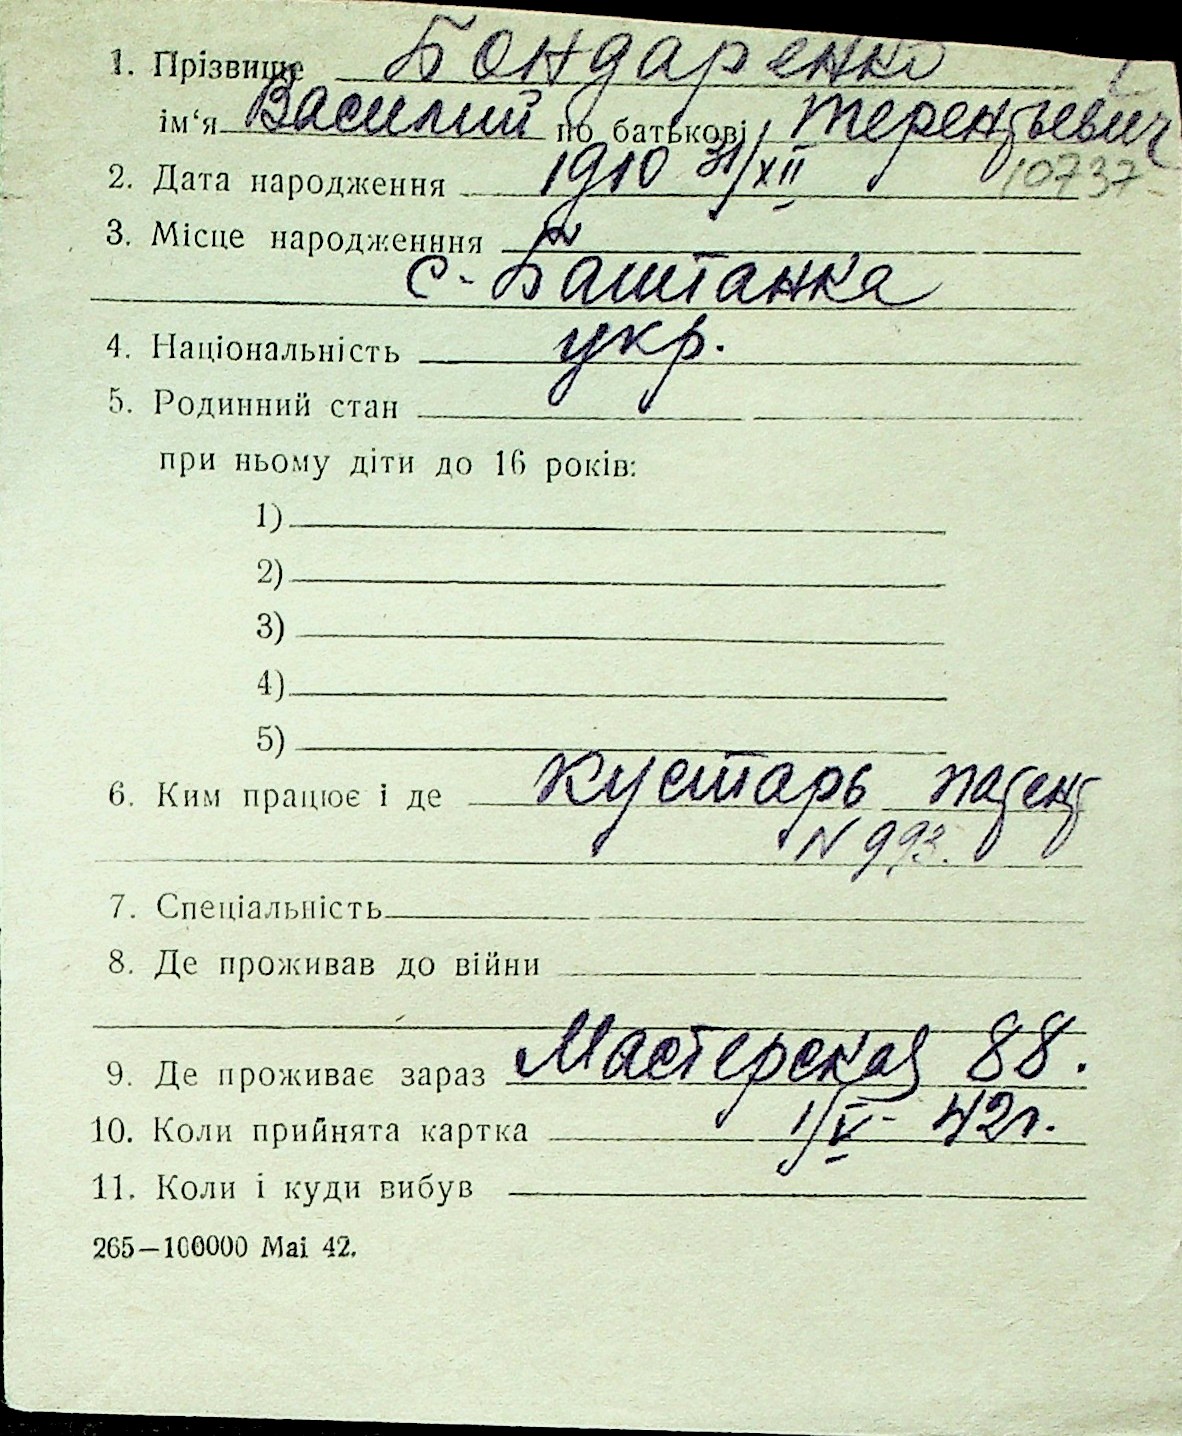 1. Прізвище Бондаренко
ім‘я Василий по батькові Терентьевич
2. Дата народження 1910 31/XII
10737
3. Місце народженння
с. Баштанка
4. Національність укр.
5. Родинний стан
при ньому діти до 16 років:
1)
2)
3)
4)
5)
6. Ким працює і де кустарь патент
N 993.
7. Спеціальність
8. Де проживав до війни
9. Де проживає зараз Мастерская 88.
10. Коли прийнята картка 1/V- 42г.
11. Коли і куди вибув
265—100000 Mai 42.